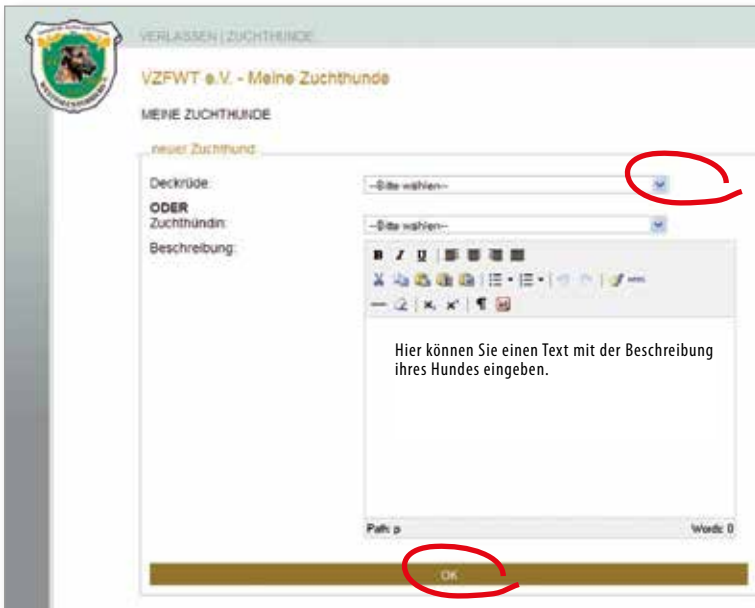 VERLASSEN | ZUCHTHUNDE
VZFWT e.V. - Meine Zuchthunde
MEINE ZUCHTHUNDE
neuer Zuchthund
Deckrüde:
--Bitte wählen--
ODER
Zuchthündin:
--Bitte wählen--
Beschreibung:
B I U
Hier können Sie einen Text mit der Beschreibung
ihres Hundes eingeben.
Path: p
Words: 0
OK